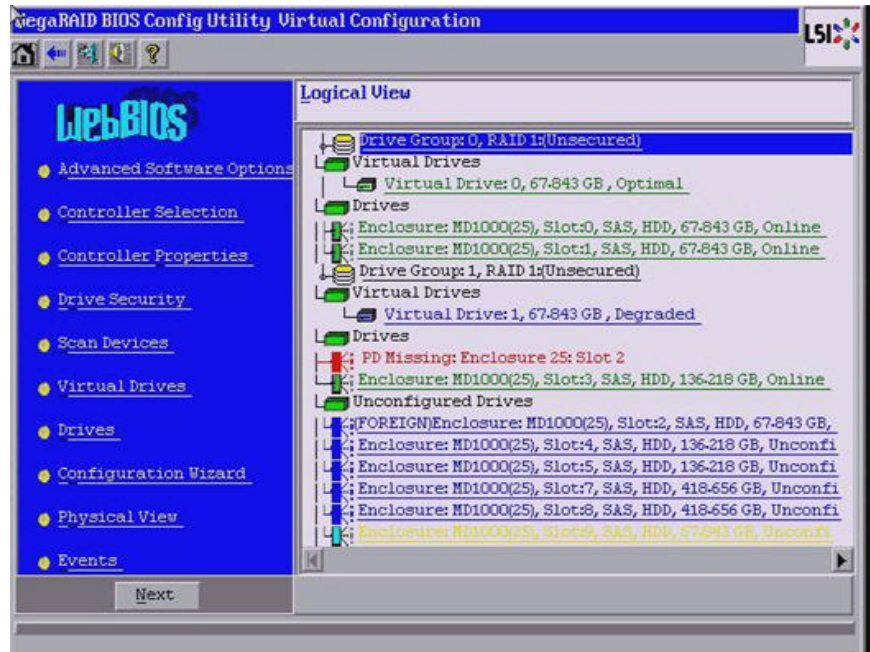 MegaRAID BIOS Config Utility Virtual Configuration
LSI
?
WebBIOS
Advanced Software Options
Controller Selection
Controller Properties
Drive Security
Scan Devices
Virtual Drives
Drives
Configuration Wizard
Physical View
Events
Next
Logical View
Drive Group: 0, RAID 1:(Unsecured)
Virtual Drives
Virtual Drive: 0, 67.843 GB , Optimal
Drives
Enclosure: MD1000(25), Slot:0, SAS, HDD, 67.843 GB, Online
Enclosure: MD1000(25), Slot:1, SAS, HDD, 67.843 GB, Online
Drive Group: 1, RAID 1:(Unsecured)
Virtual Drives
Virtual Drive: 1, 67.843 GB , Degraded
Drives
PD Missing: Enclosure 25: Slot 2
Enclosure: MD1000(25), Slot:3, SAS, HDD, 136.218 GB, Online
Unconfigured Drives
(FOREIGN)Enclosure: MD1000(25), Slot:2, SAS, HDD, 67.843 GB,
Enclosure: MD1000(25), Slot:4, SAS, HDD, 136.218 GB, Unconfi
Enclosure: MD1000(25), Slot:5, SAS, HDD, 136.218 GB, Unconfi
Enclosure: MD1000(25), Slot:7, SAS, HDD, 418.656 GB, Unconfi
Enclosure: MD1000(25), Slot:8, SAS, HDD, 418.656 GB, Unconfi
Enclosure: MD1000(25), Slot:9, SAS, HDD, 67.843 GB, Unconfi